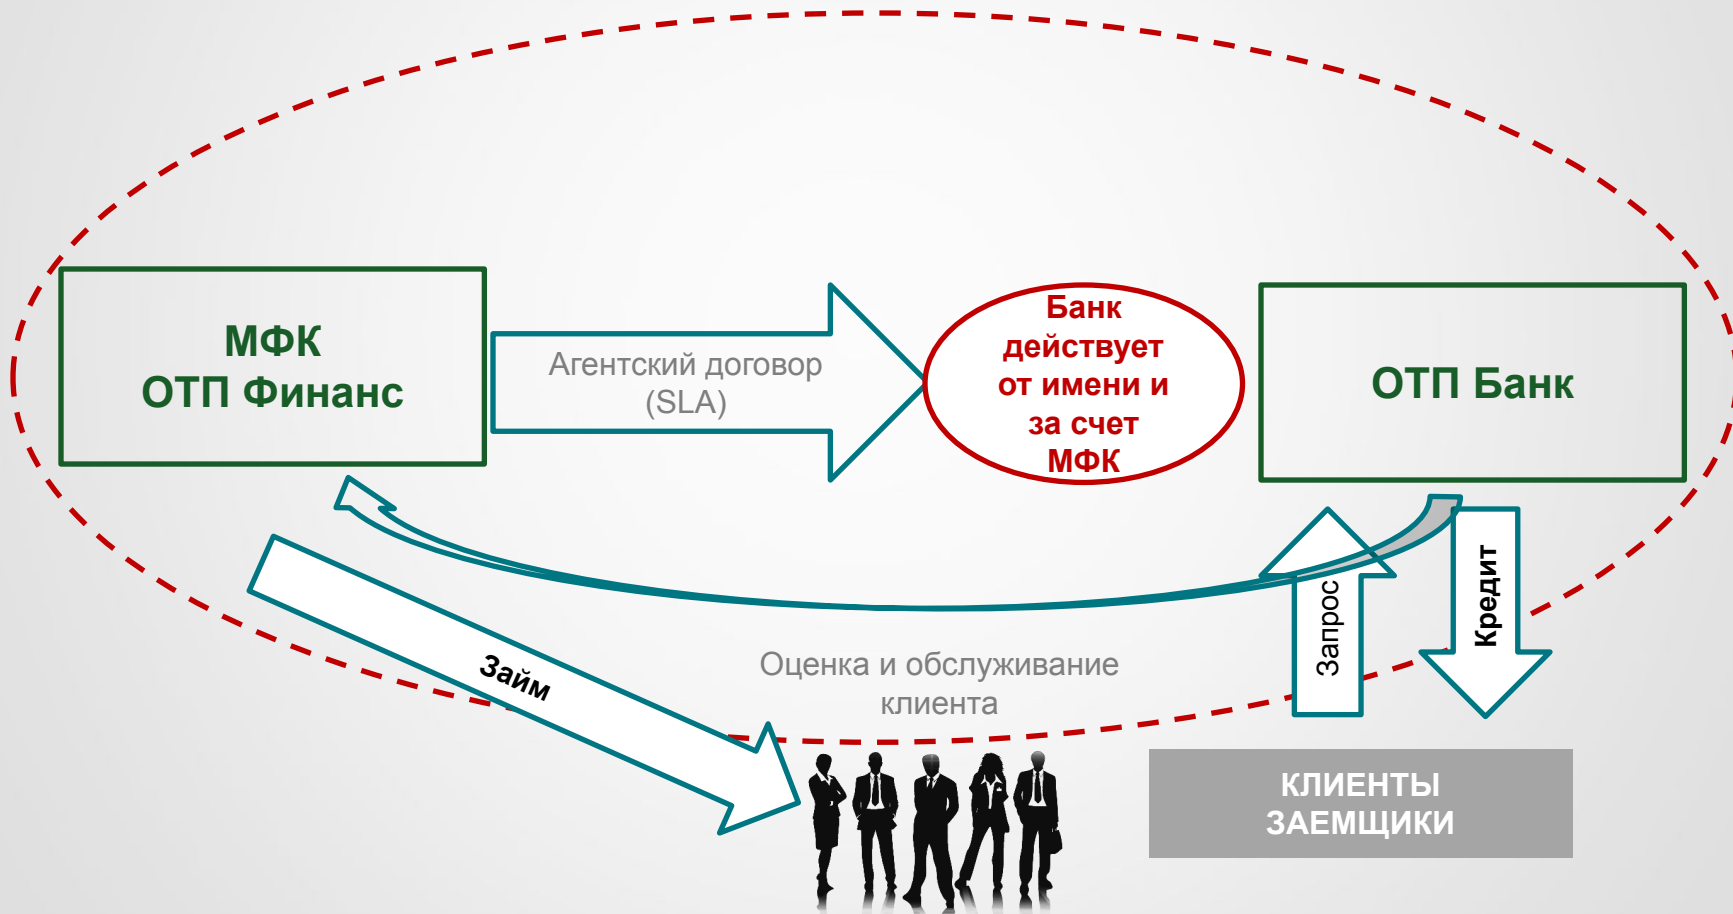 МФК
ОТП Финанс
Агентский договор
(SLA)
Банк
действует
от имени и
за счет
МФК
ОТП Банк
Займ
Оценка и обслуживание
клиента
Запрос
Кредит
КЛИЕНТЫ
ЗАЕМЩИКИ